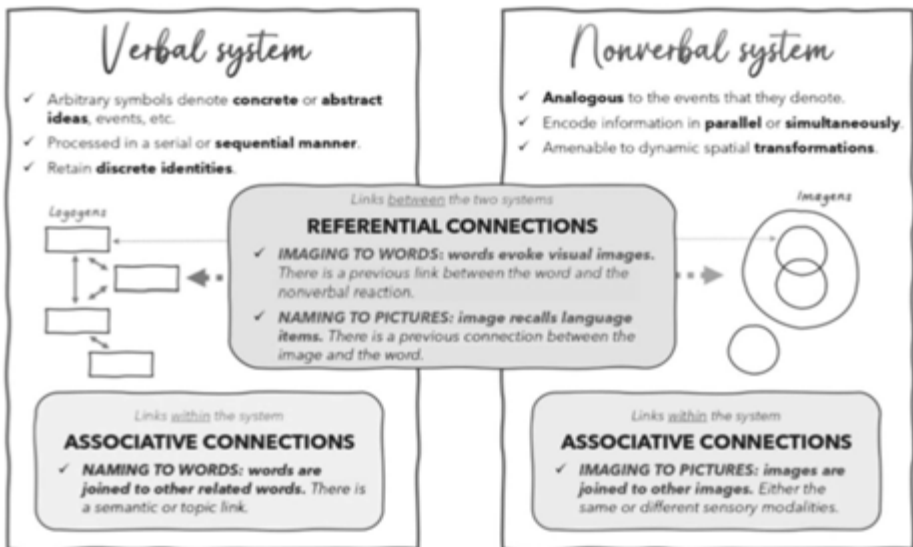 Verbal system
✓ Arbitrary symbols denote concrete or abstract
ideas, events, etc.
✓ Processed in a serial or sequential manner.
✓ Retain discrete identities.
Logogens
Nonverbal system
✓ Analogous to the events that they denote.
✓ Encode information in parallel or simultaneously.
✓ Amenable to dynamic spatial transformations.
Imagens
Links between the two systems
REFERENTIAL CONNECTIONS
✓ IMAGING TO WORDS: words evoke visual images.
There is a previous link between the word and the
nonverbal reaction.
✓ NAMING TO PICTURES: image recalls language
items. There is a previous connection between the
image and the word.
Links within the system
ASSOCIATIVE CONNECTIONS
✓ NAMING TO WORDS: words are
joined to other related words. There is
a semantic or topic link.
Links within the system
ASSOCIATIVE CONNECTIONS
✓ IMAGING TO PICTURES: images are
joined to other images. Either the
same or different sensory modalities.